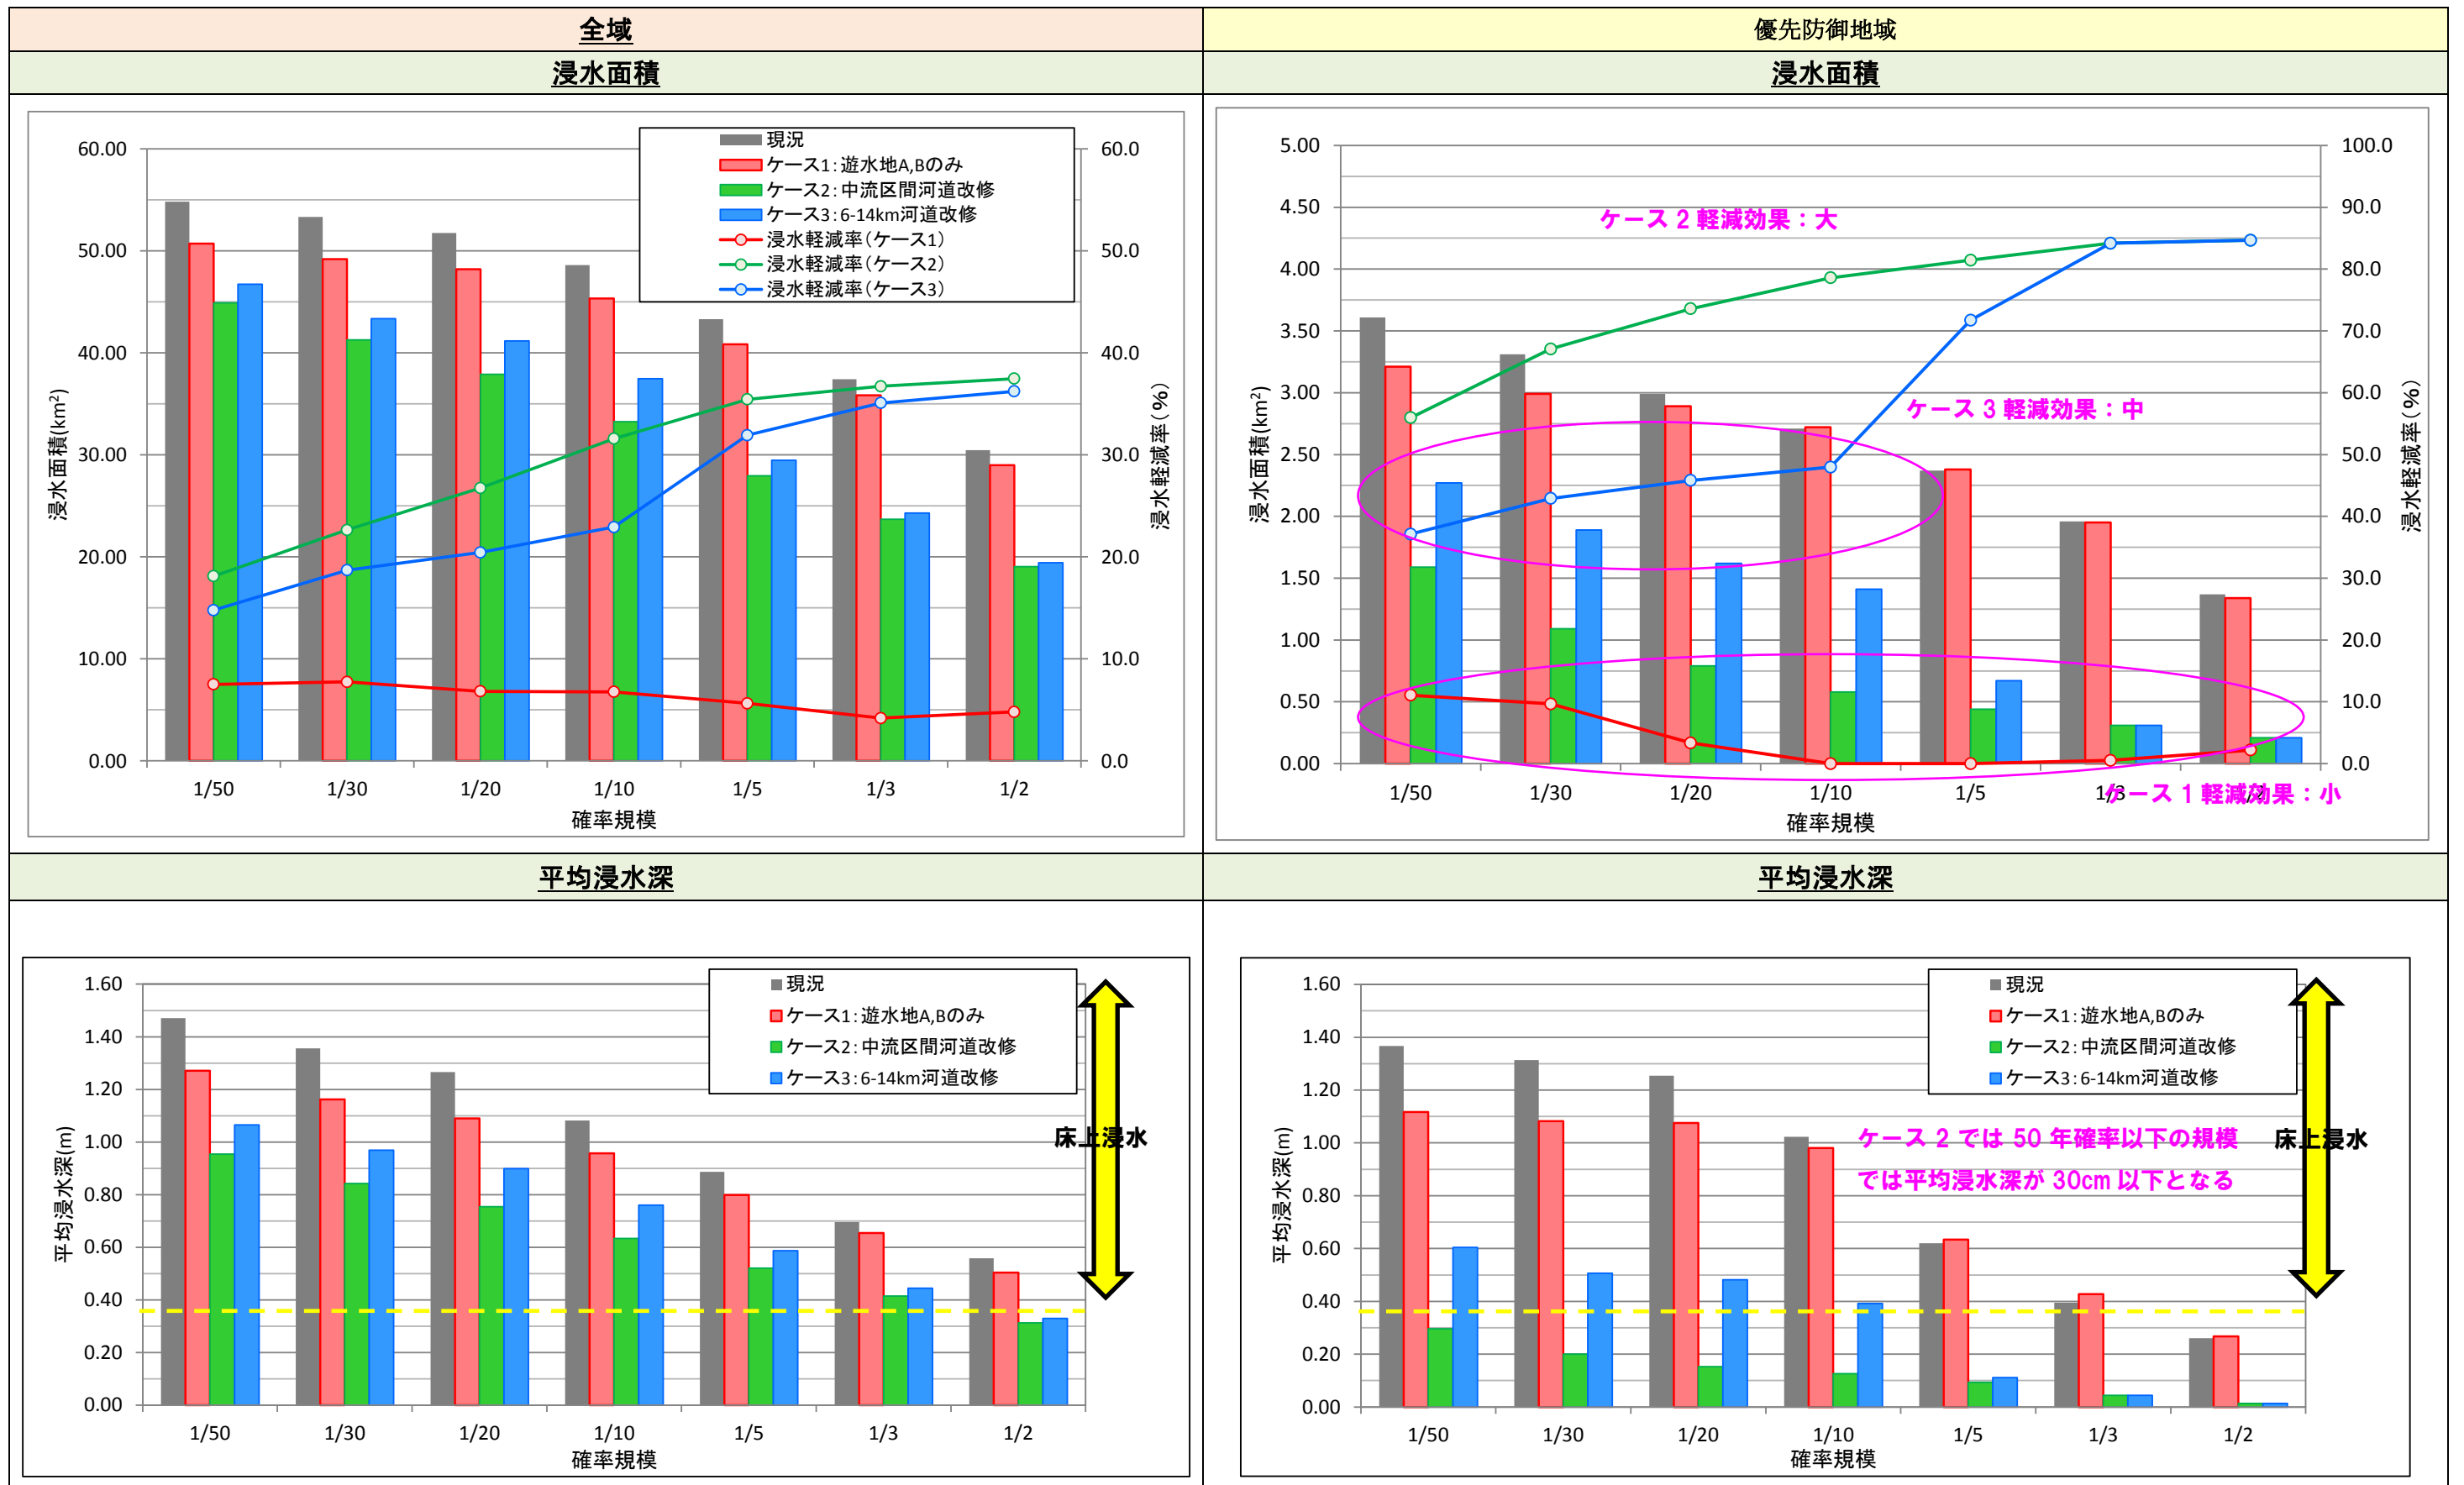 全域
優先防御地域
浸水面積
浸水面積
現況
ケース1：遊水地A,Bのみ
ケース2：中流区間河道改修
ケース3：6-14km河道改修
浸水軽減率（ケース1）
浸水軽減率（ケース2）
浸水軽減率（ケース3）
60.00
50.00
40.00
30.00
20.00
10.00
0.00
60.0
50.0
40.0
30.0
20.0
10.0
0.0
浸水面積(km²)
浸水軽減率（%）
1/50 1/30 1/20 1/10 1/5 1/3 1/2
確率規模
5.00
4.50
4.00
3.50
3.00
2.50
2.00
1.50
1.00
0.50
0.00
100.0
90.0
80.0
70.0
60.0
50.0
40.0
30.0
20.0
10.0
0.0
浸水面積(km²)
浸水軽減率（%）
ケース 2 軽減効果：大
ケース 3 軽減効果：中
ケース 1 軽減効果：小
1/50 1/30 1/20 1/10 1/5 1/3 1/2
確率規模
平均浸水深
平均浸水深
現況
ケース1：遊水地A,Bのみ
ケース2：中流区間河道改修
ケース3：6-14km河道改修
1.60
1.40
1.20
1.00
0.80
0.60
0.40
0.20
0.00
平均浸水深(m)
床上浸水
1/50 1/30 1/20 1/10 1/5 1/3 1/2
確率規模
現況
ケース1：遊水地A,Bのみ
ケース2：中流区間河道改修
ケース3：6-14km河道改修
1.60
1.40
1.20
1.00
0.80
0.60
0.40
0.20
0.00
平均浸水深(m)
ケース 2 では 50 年確率以下の規模
では平均浸水深が 30cm 以下となる
床上浸水
1/50 1/30 1/20 1/10 1/5 1/3 1/2
確率規模